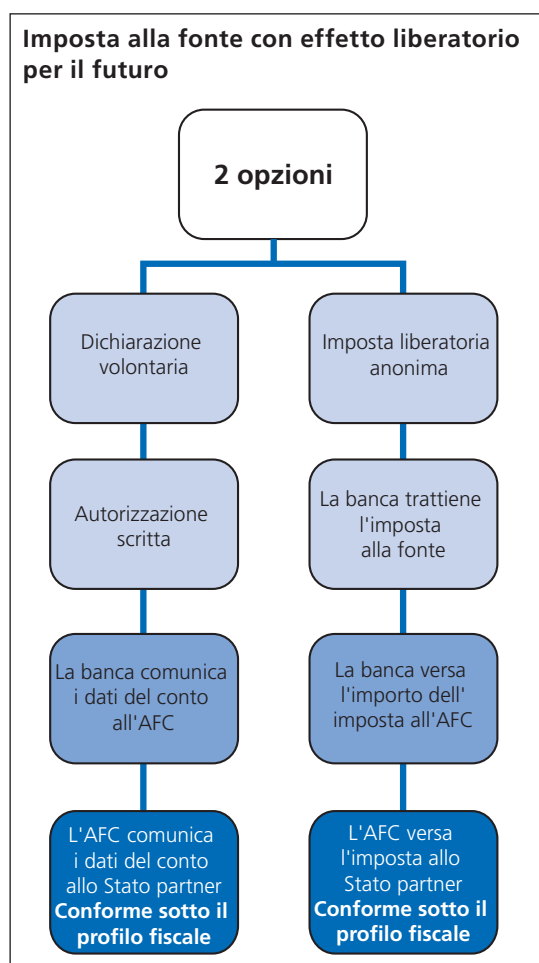 Imposta alla fonte con effetto liberatorio
per il futuro
2 opzioni
Dichiarazione
volontaria
Imposta liberatoria
anonima
Autorizzazione
scritta
La banca trattiene
l'imposta
alla fonte
La banca comunica
i dati del conto
all'AFC
La banca versa
l'importo dell'
imposta all'AFC
L'AFC comunica
i dati del conto
allo Stato partner
Conforme sotto il
profilo fiscale
L'AFC versa
l'imposta allo
Stato partner
Conforme sotto il
profilo fiscale